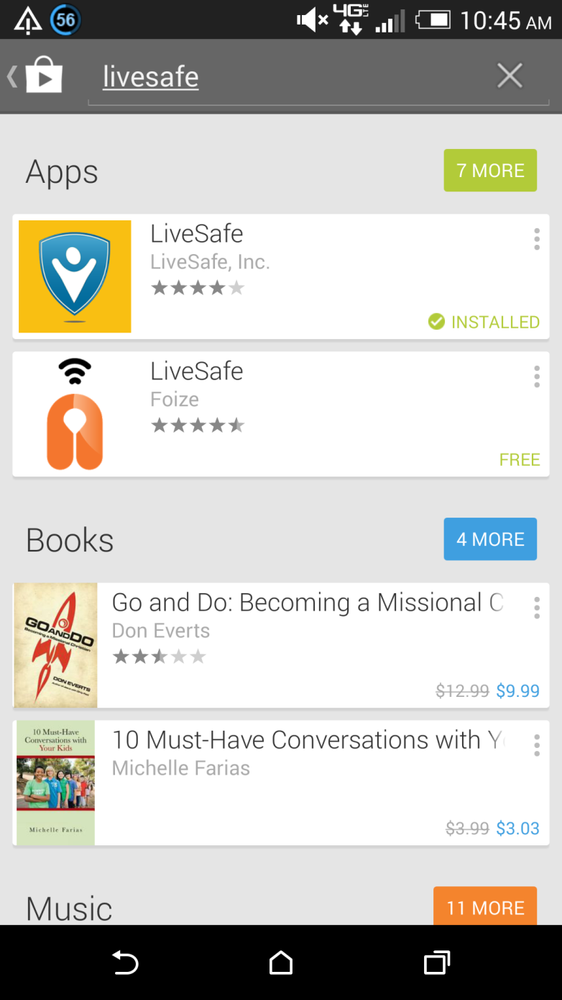 56 4G LTE 10:45 AM
livesafe
Apps
7 MORE
LiveSafe
LiveSafe, Inc.
INSTALLED
LiveSafe
Foize
FREE
Books
4 MORE
GO AND DO
Becoming a Missional Christian
DON EVERTS
Go and Do: Becoming a Missional C
Don Everts
$12.99 $9.99
10 Must-Have
Conversations with
Your Kids
Michelle Farias
10 Must-Have Conversations with Y
Michelle Farias
$3.99 $3.03
Music
11 MORE